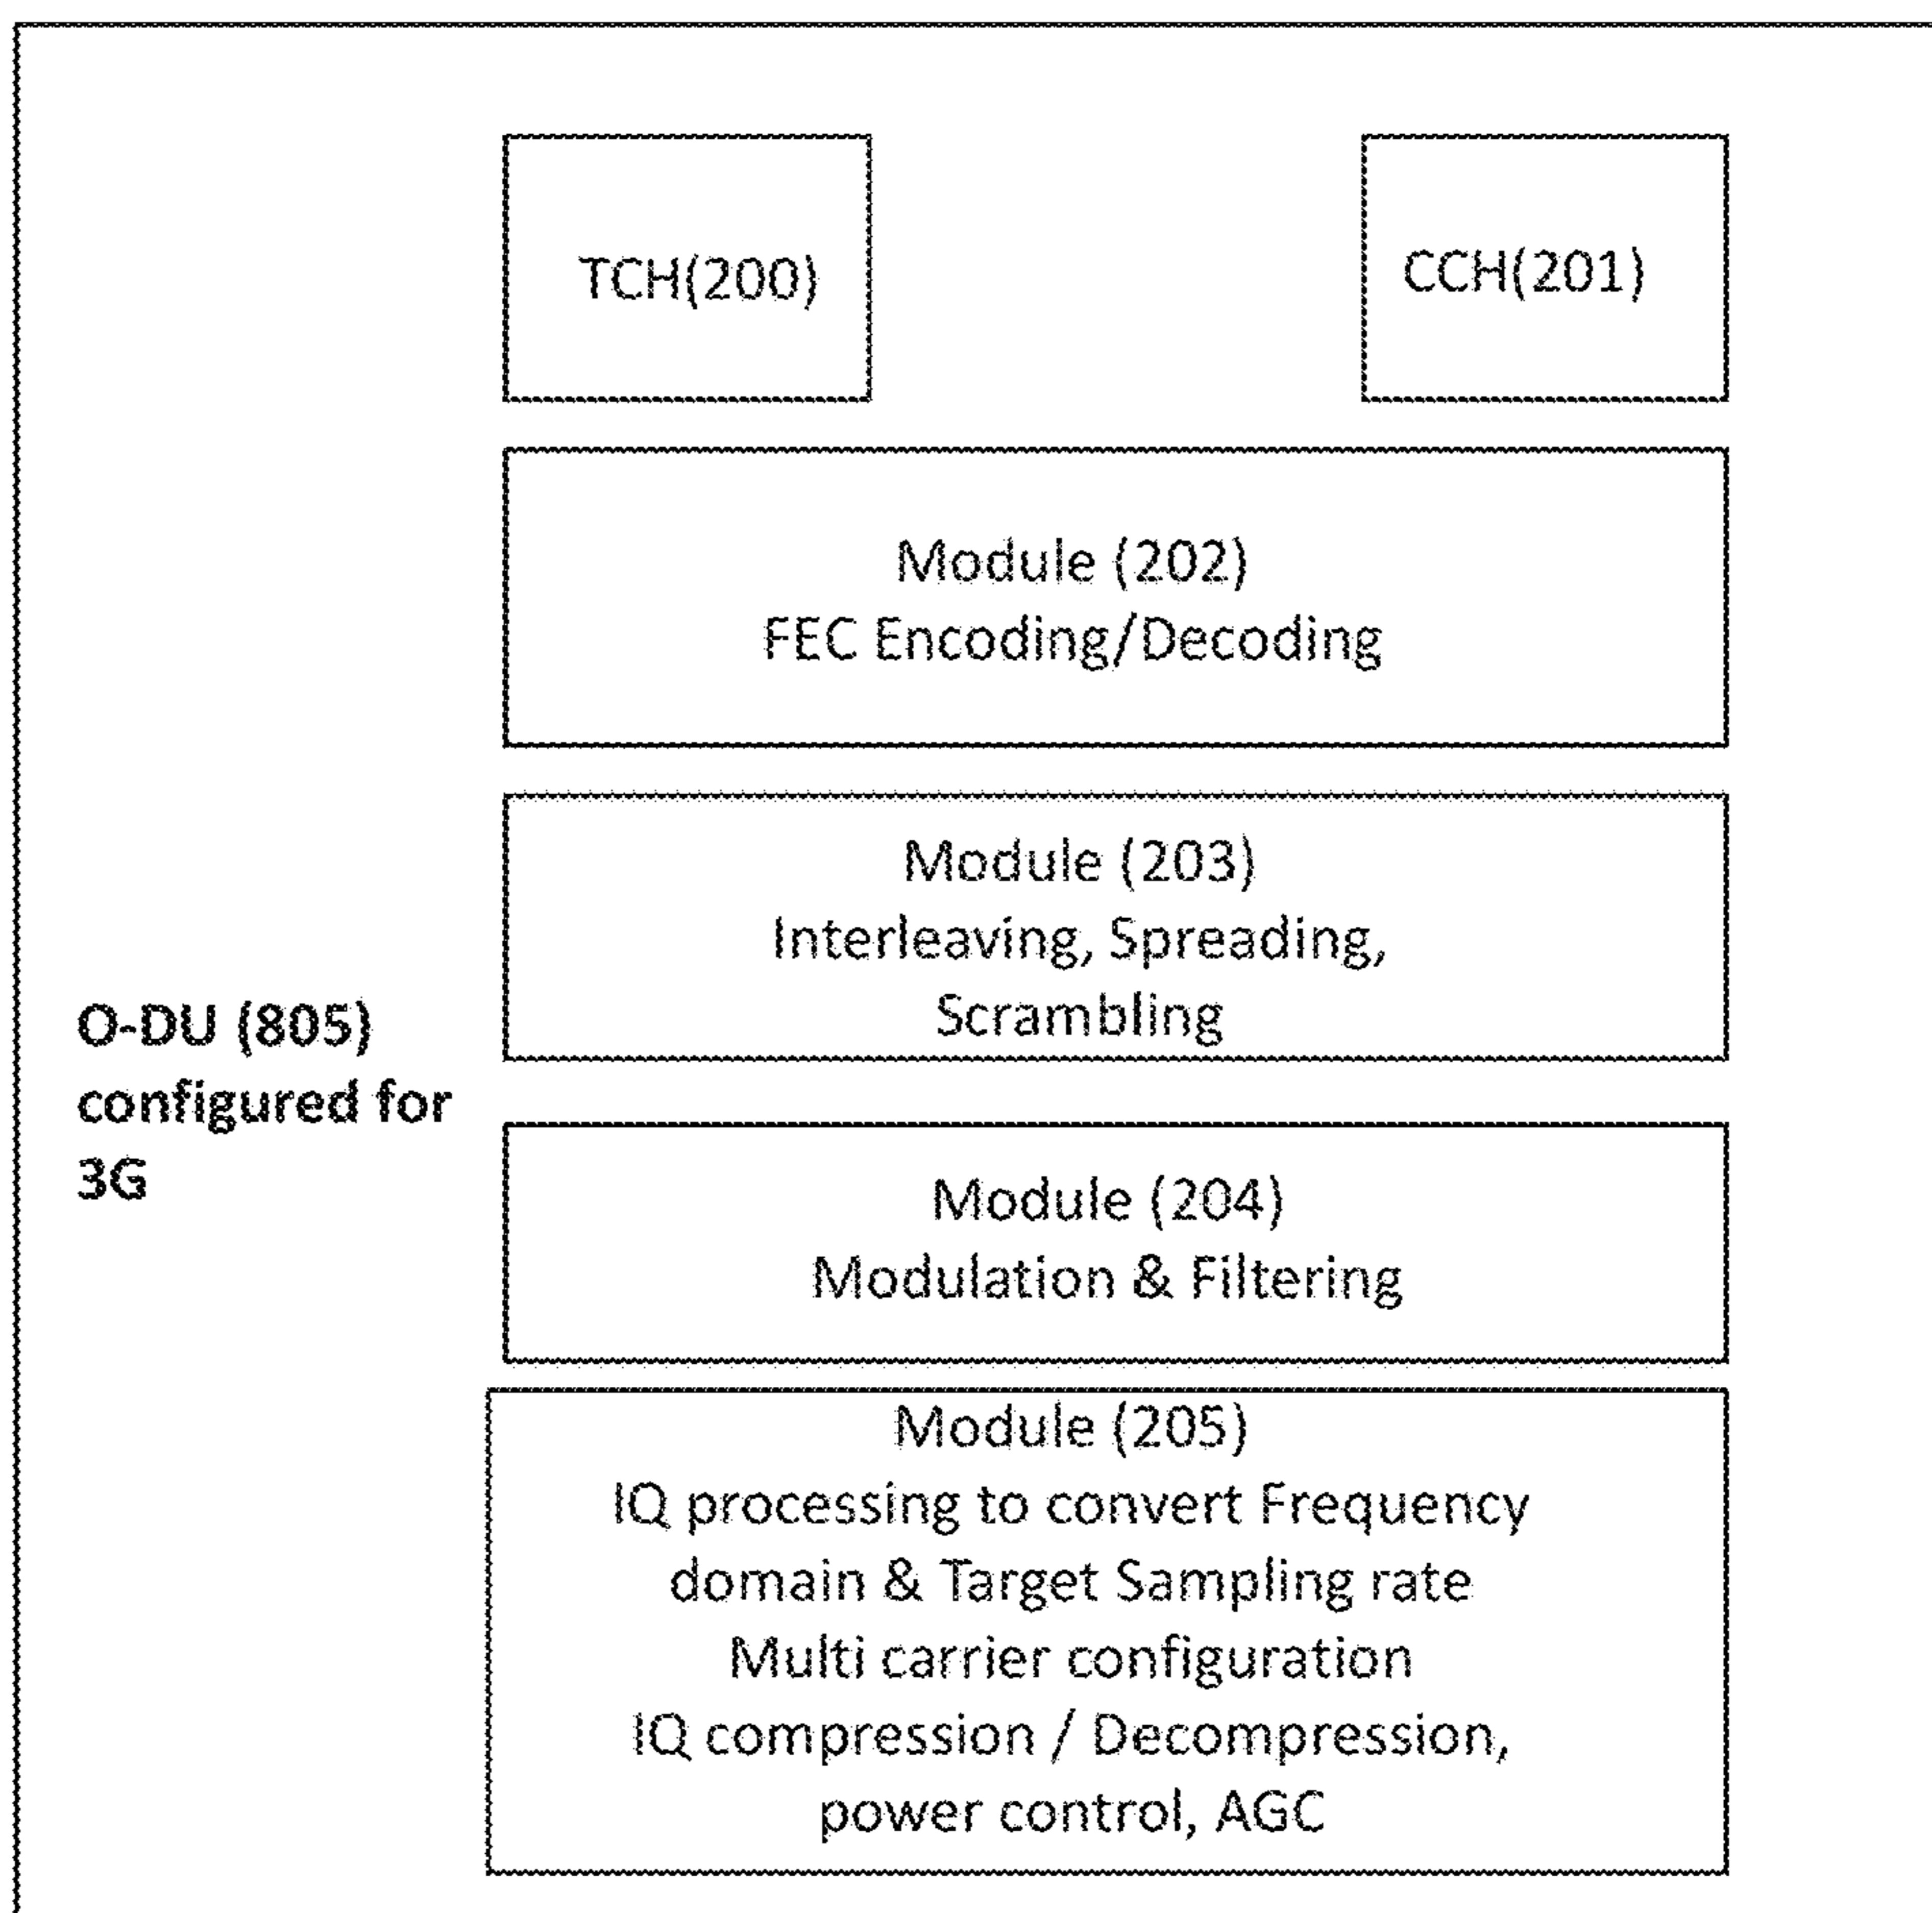 TCH(200)
CCH(201)
Module (202)
FEC Encoding/Decoding
Module (203)
Interleaving, Spreading,
Scrambling
O-DU (805)
configured for
3G
Module (204)
Modulation & Filtering
Module (205)
IQ processing to convert Frequency
domain & Target Sampling rate
Multi carrier configuration
IQ compression / Decompression,
power control, AGC